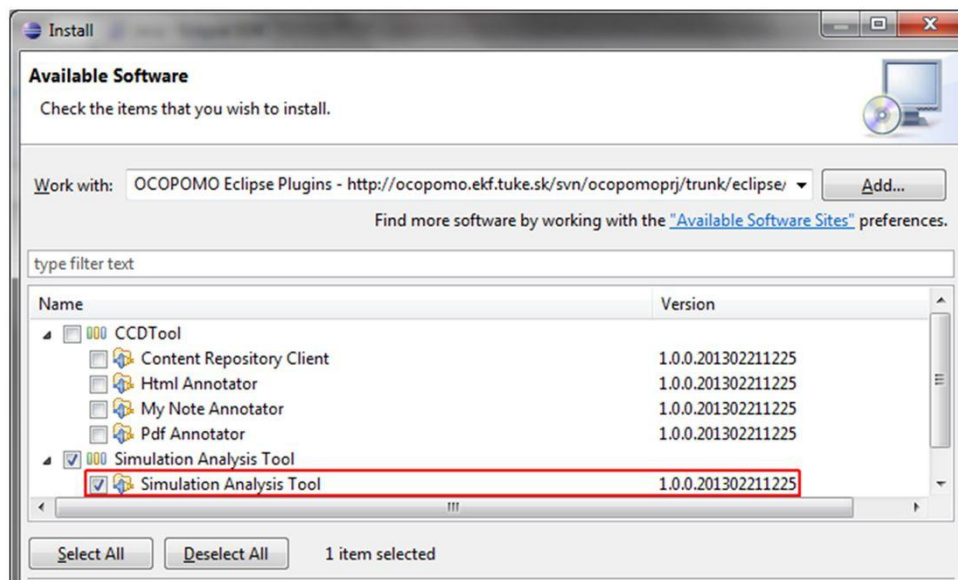 Install
Available Software
Check the items that you wish to install.
Work with: OCOPOMO Eclipse Plugins - http://ocopomo.ekf.tuke.sk/svn/ocopomoprj/trunk/eclipse/ Add...
Find more software by working with the "Available Software Sites" preferences.
type filter text
Name Version
CCDTool
Content Repository Client 1.0.0.201302211225
Html Annotator 1.0.0.201302211225
My Note Annotator 1.0.0.201302211225
Pdf Annotator 1.0.0.201302211225
Simulation Analysis Tool
Simulation Analysis Tool 1.0.0.201302211225
Select All Deselect All 1 item selected